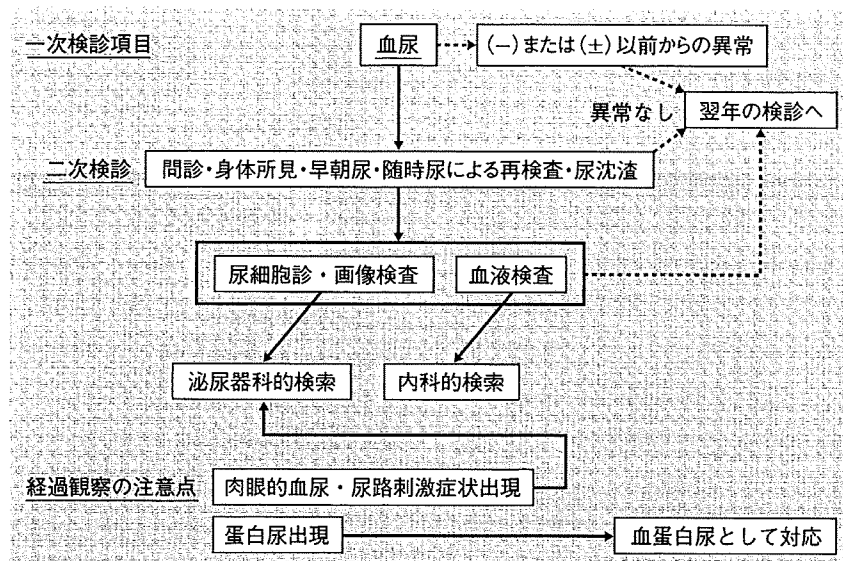 一次検診項目
血尿
(−)または(±)以前からの異常
異常なし
翌年の検診へ
二次検診
問診・身体所見・早朝尿・随時尿による再検査・尿沈渣
尿細胞診・画像検査
血液検査
泌尿器科的検索
内科的検索
経過観察の注意点
肉眼的血尿・尿路刺激症状出現
蛋白尿出現
血蛋白尿として対応